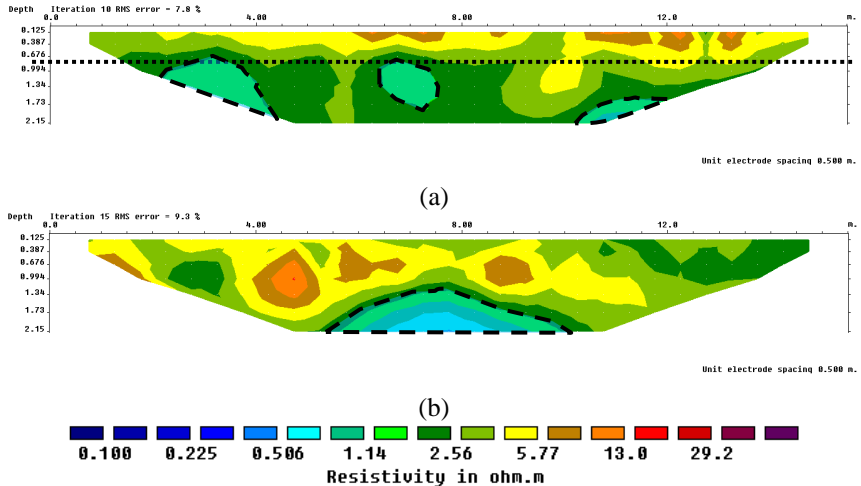 Depth Iteration 10 RMS error = 7.8 %
0.0 4.00 8.00 12.0 m.
0.125
0.387
0.676
0.994
1.34
1.73
2.15
Unit electrode spacing 0.500 m.
(a)
Depth Iteration 15 RMS error = 9.3 %
0.0 4.00 8.00 12.0 m.
0.125
0.387
0.676
0.994
1.34
1.73
2.15
Unit electrode spacing 0.500 m.
(b)
0.100 0.225 0.506 1.14 2.56 5.77 13.0 29.2
Resistivity in ohm.m